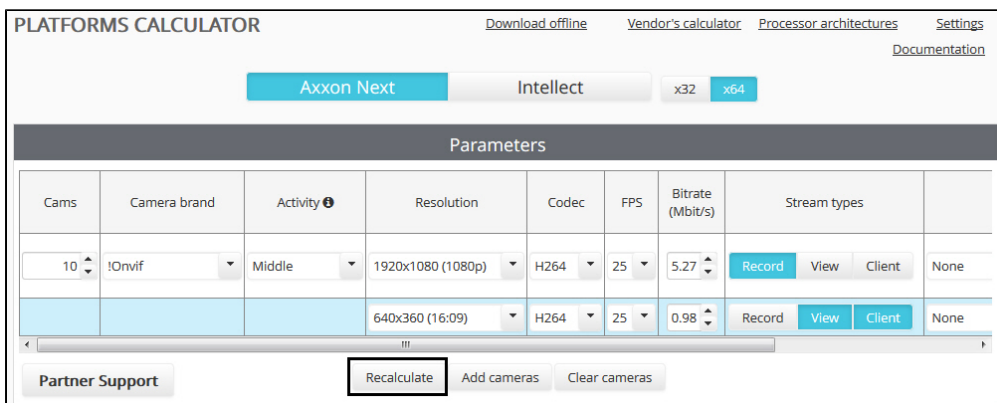 PLATFORMS CALCULATOR Download offline Vendor's calculator Processor architectures Settings
Documentation
Axxon Next Intellect x32 x64
Parameters
Cams Camera brand Activity Resolution Codec FPS Bitrate (Mbit/s) Stream types
10 !Onvif Middle 1920x1080 (1080p) H264 25 5.27 Record View Client None
640x360 (16:09) H264 25 0.98 Record View Client None
Partner Support Recalculate Add cameras Clear cameras